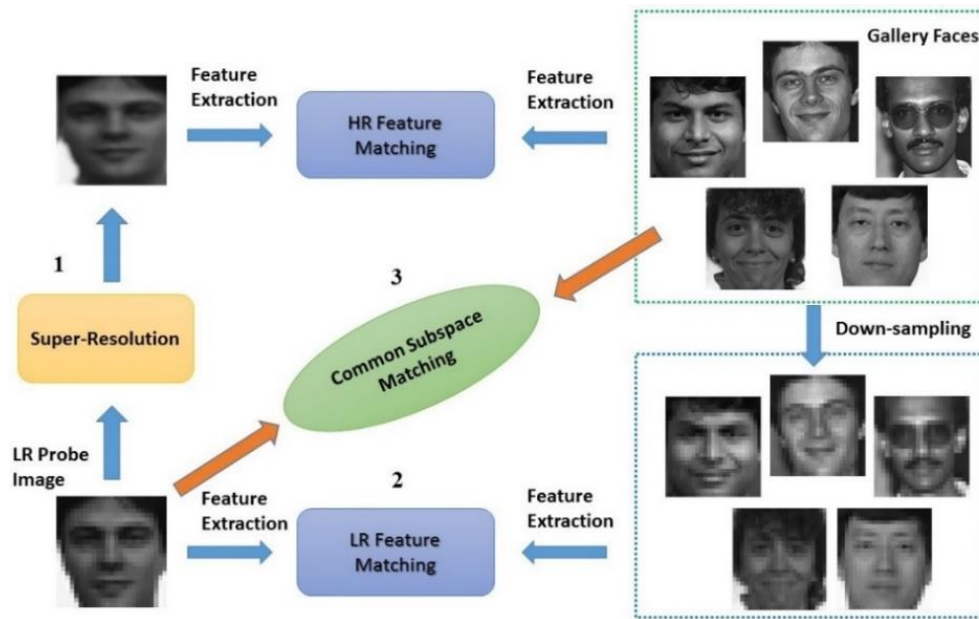 Gallery Faces
Feature
Extraction
HR Feature
Matching
Feature
Extraction
1
3
Super-Resolution
Common Subspace
Matching
Down-sampling
LR Probe
Image
2
Feature
Extraction
LR Feature
Matching
Feature
Extraction